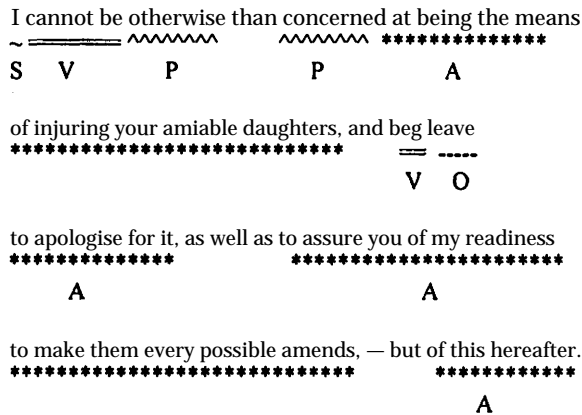 I cannot be otherwise than concerned at being the means
S V P P A
of injuring your amiable daughters, and beg leave
V O
to apologise for it, as well as to assure you of my readiness
A A
to make them every possible amends, — but of this hereafter.
A